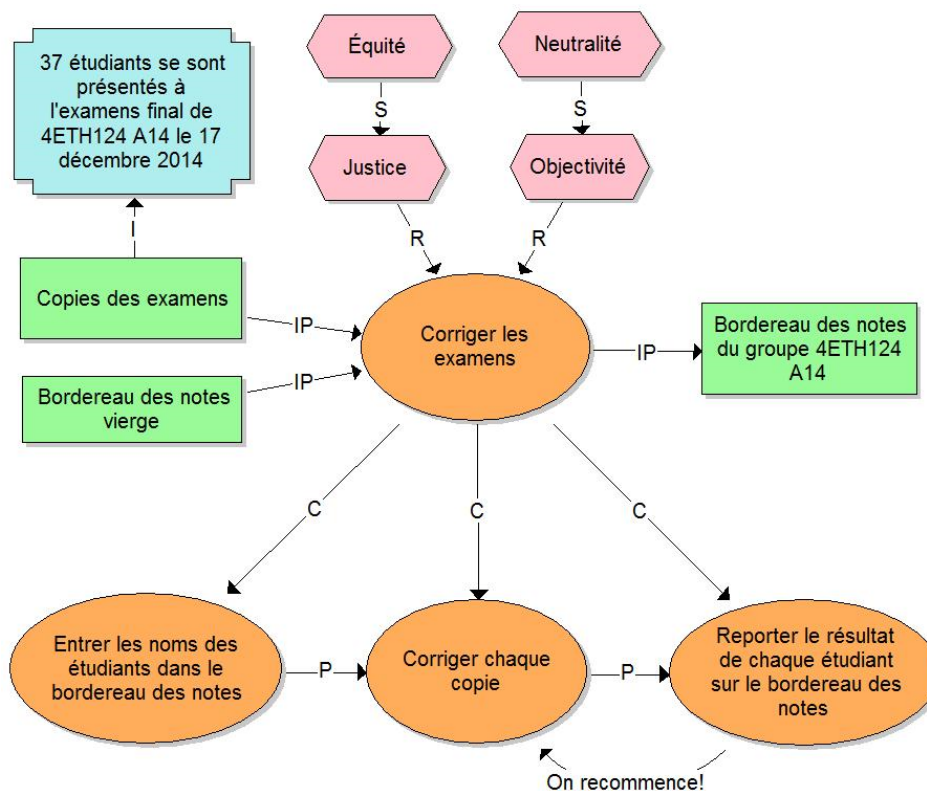 37 étudiants se sont
présentés à
l'examens final de
4ETH124 A14 le 17
décembre 2014
Équité
Neutralité
S
S
Justice
Objectivité
I
R
R
Copies des examens
IP
Corriger les
examens
IP
Bordereau des notes
du groupe 4ETH124
A14
Bordereau des notes
vierge
IP
C
C
C
Entrer les noms des
étudiants dans le
bordereau des notes
P
Corriger chaque
copie
P
Reporter le résultat
de chaque étudiant
sur le bordereau des
notes
On recommence!